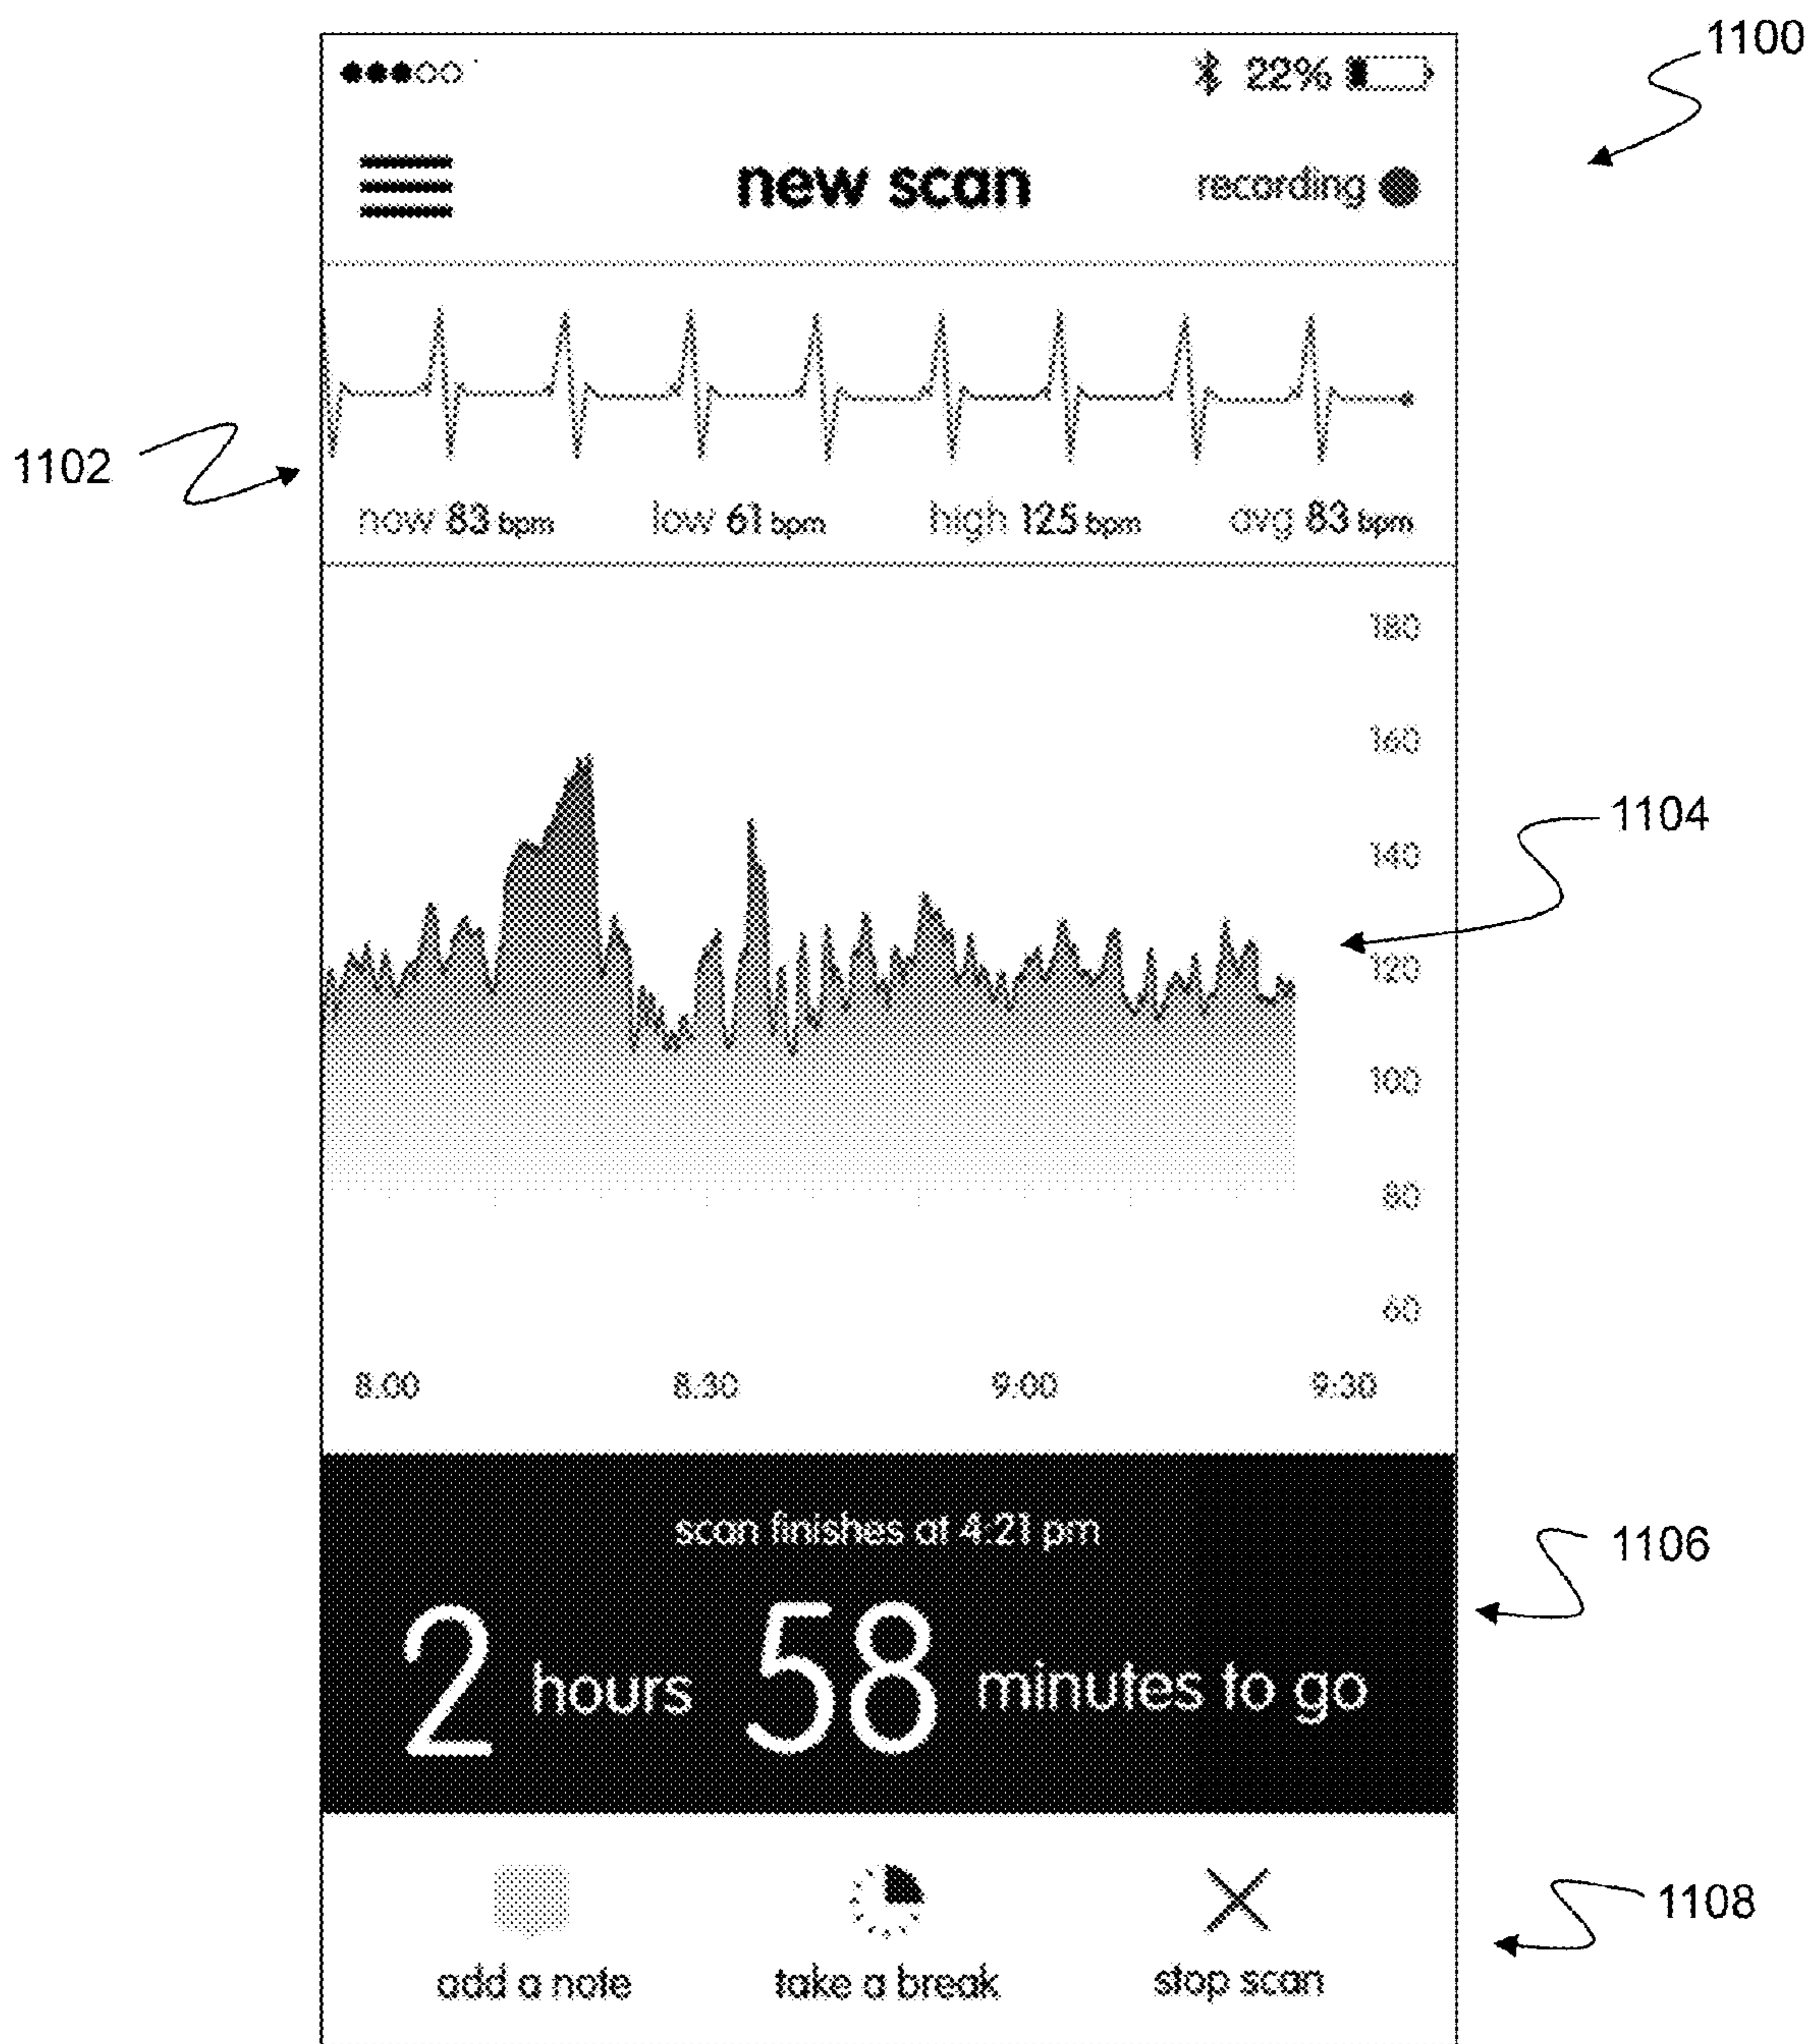 1100
22%
new scan
recording
1102
now 83 bpm low 61 bpm high 125 bpm avg 83 bpm
180
160
1104
140
120
100
80
60
8:00 8:30 9:00 9:30
scan finishes at 4:21 pm
1106
2 hours 58 minutes to go
1108
add a note take a break stop scan